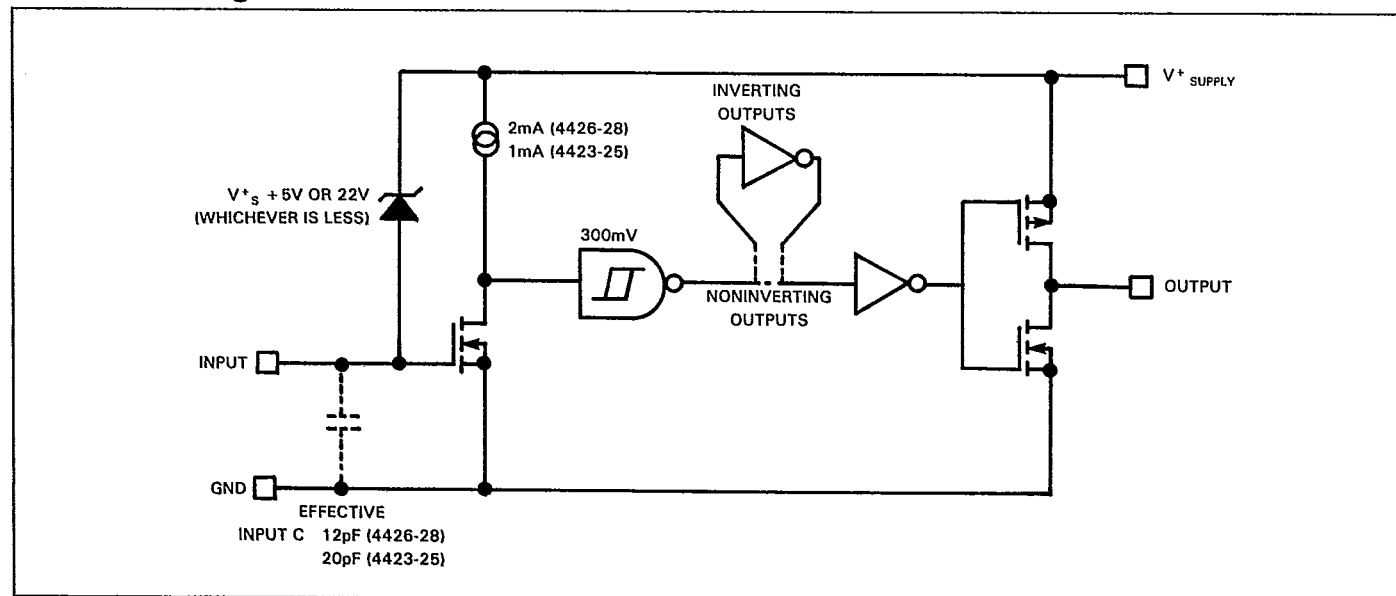 V+ SUPPLY
INVERTING
OUTPUTS
2mA (4426-28)
1mA (4423-25)
V+S +5V OR 22V
(WHICHEVER IS LESS)
300mV
NONINVERTING
OUTPUTS
OUTPUT
INPUT
GND
EFFECTIVE
INPUT C 12pF (4426-28)
20pF (4423-25)